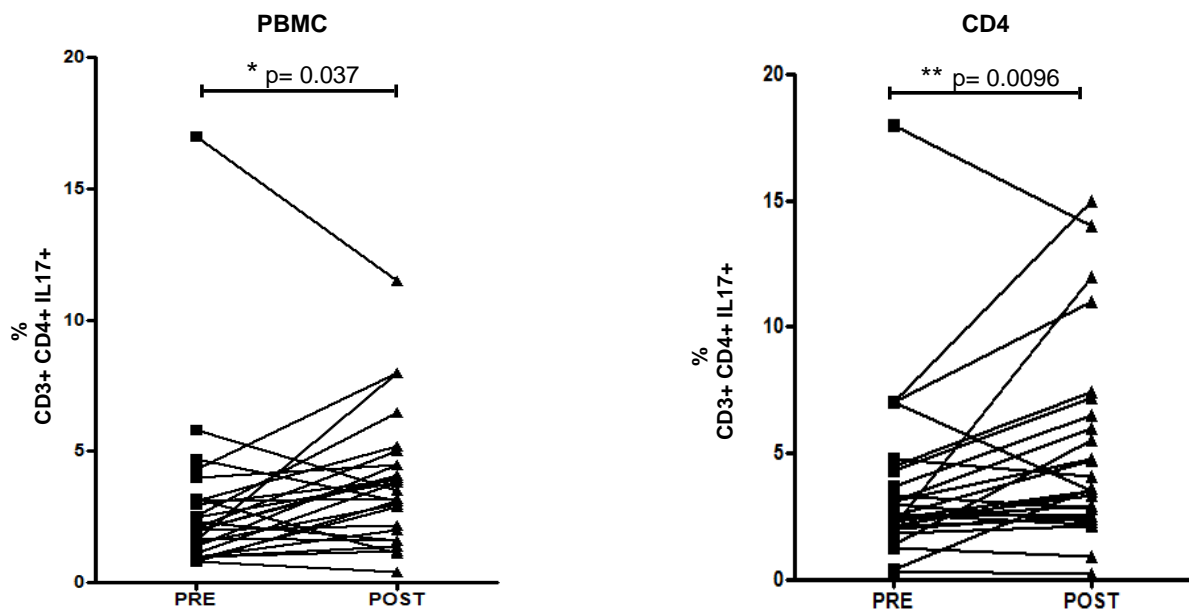 PBMC
* p= 0.037
20
15
10
5
0
%
CD3+ CD4+ IL17+
PRE POST
CD4
** p= 0.0096
20
15
10
5
0
%
CD3+ CD4+ IL17+
PRE POST